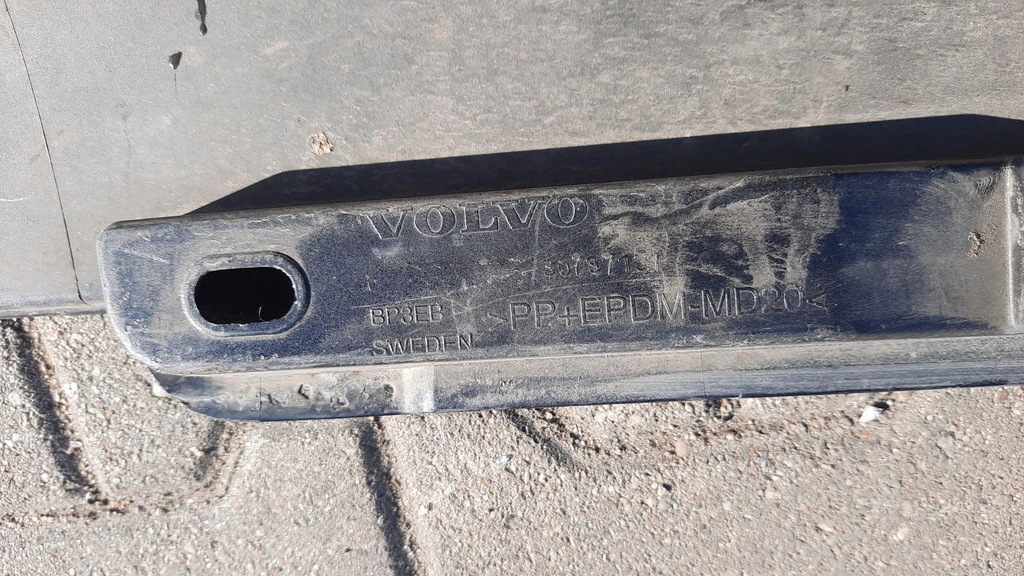 VOLVO
BP3EB >PP+EPDM-MD20<
SWEDEN